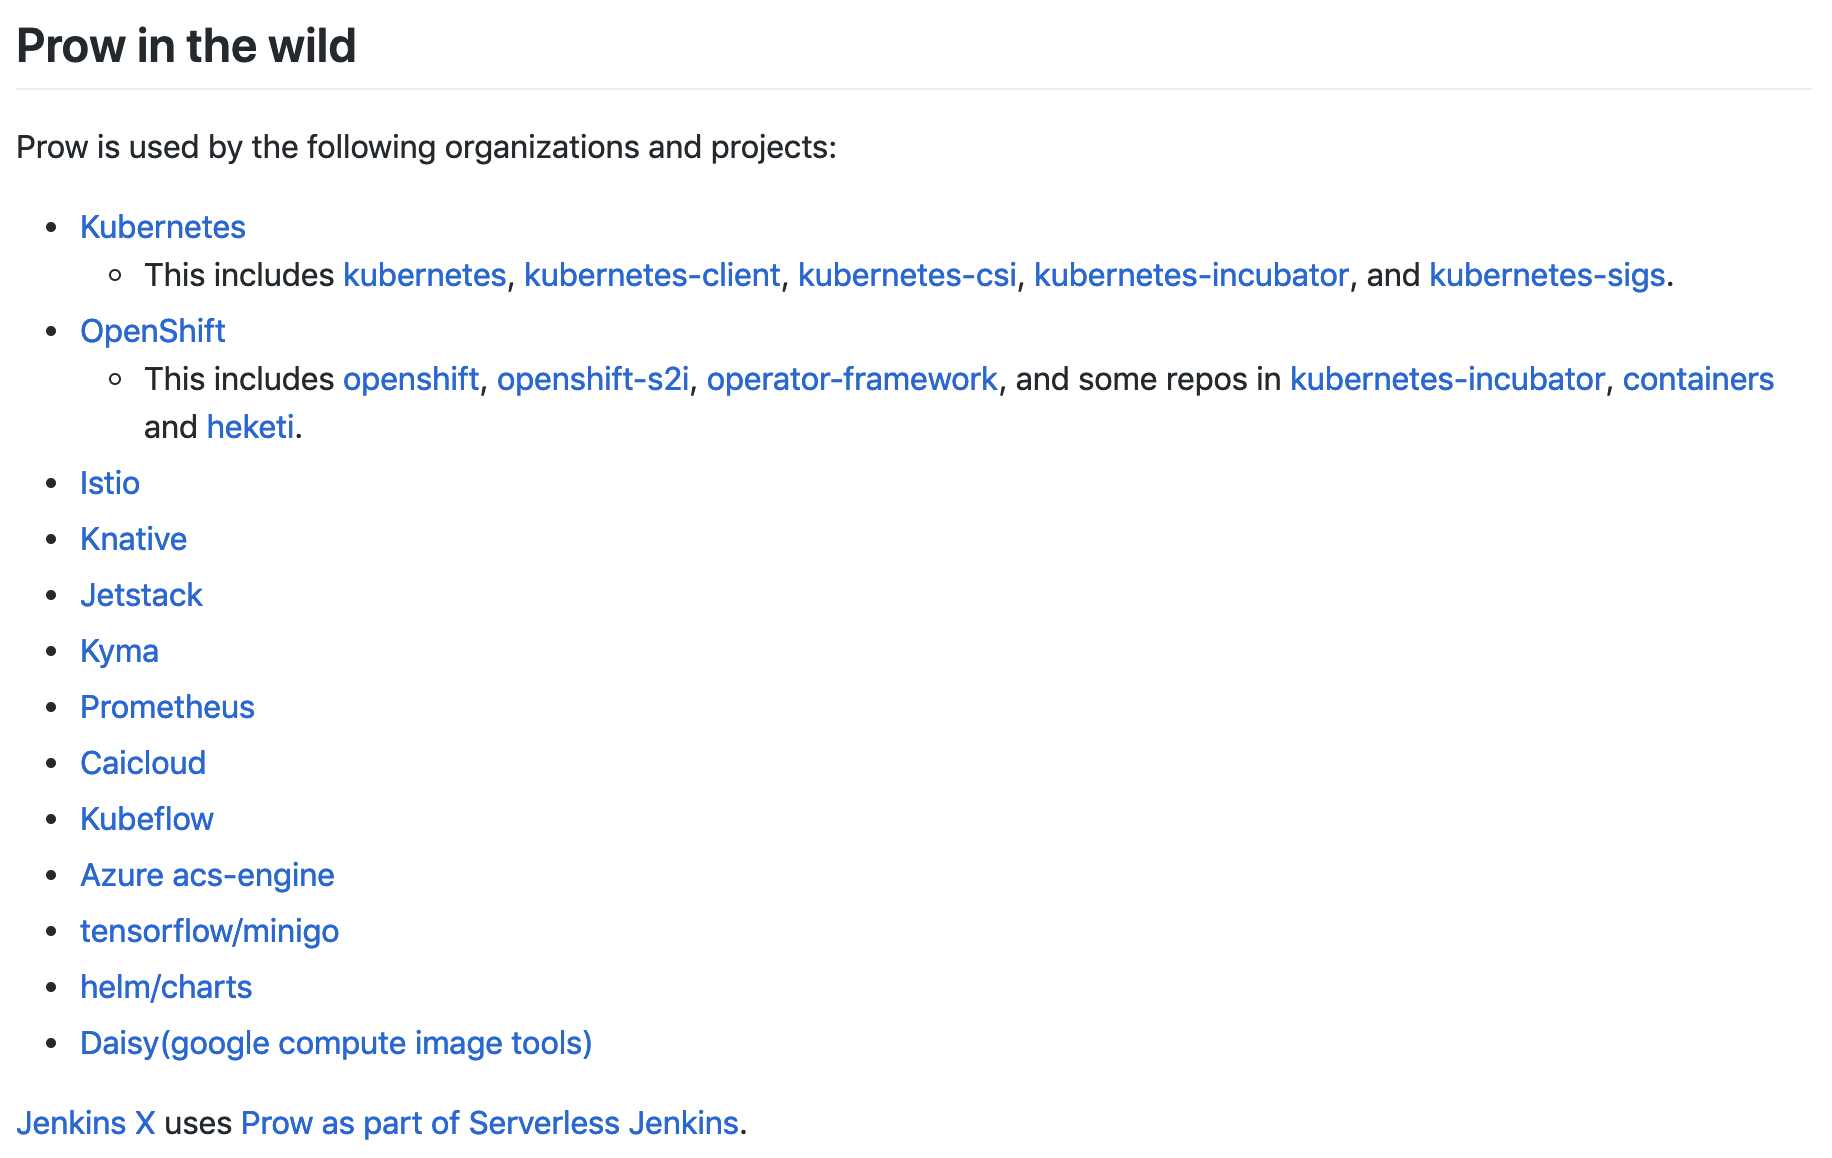 Prow in the wild
Prow is used by the following organizations and projects:
Kubernetes
This includes kubernetes, kubernetes-client, kubernetes-csi, kubernetes-incubator, and kubernetes-sigs.
OpenShift
This includes openshift, openshift-s2i, operator-framework, and some repos in kubernetes-incubator, containers
and heketi.
Istio
Knative
Jetstack
Kyma
Prometheus
Caicloud
Kubeflow
Azure acs-engine
tensorflow/minigo
helm/charts
Daisy(google compute image tools)
Jenkins X uses Prow as part of Serverless Jenkins.